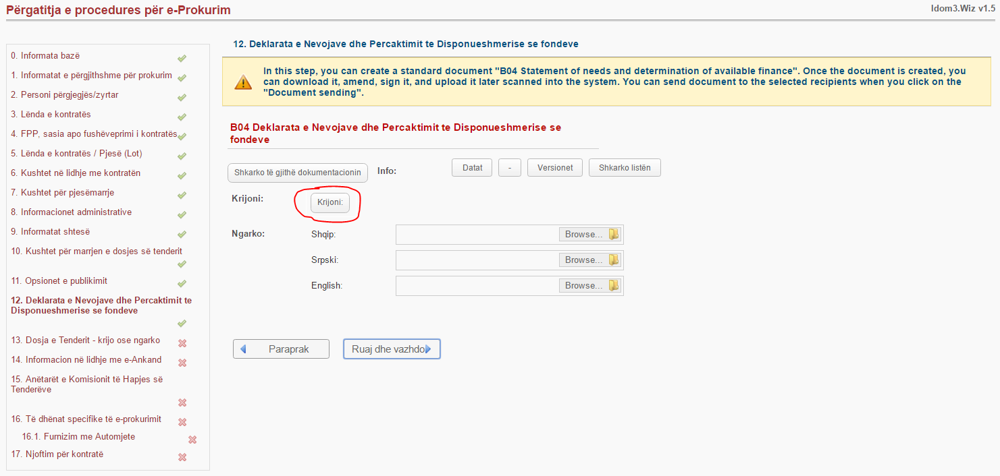 Përgatitja e procedures për e-Prokurim
Idom3.Wiz v1.5
0. Informata bazë
1. Informatat e përgjithshme për prokurim
2. Personi përgjegjës/zyrtar
3. Lënda e kontratës
4. FPP, sasia apo fushëveprimi i kontratës
5. Lënda e kontratës / Pjesë (Lot)
6. Kushtet në lidhje me kontratën
7. Kushtet për pjesëmarrje
8. Informacionet administrative
9. Informatat shtesë
10. Kushtet për marrjen e dosjes së tenderit
11. Opsionet e publikimit
12. Deklarata e Nevojave dhe Percaktimit te
Disponueshmerise se fondeve
13. Dosja e Tenderit - krijo ose ngarko
14. Informacion në lidhje me e-Ankand
15. Anëtarët e Komisionit të Hapjes së
Tenderëve
16. Të dhënat specifike të e-prokurimit
16.1. Furnizim me Automjete
17. Njoftim për kontratë
12. Deklarata e Nevojave dhe Percaktimit te Disponueshmerise se fondeve
In this step, you can create a standard document "B04 Statement of needs and determination of available finance". Once the document is created, you
can download it, amend, sign it, and upload it later scanned into the system. You can send document to the selected recipients when you click on the
"Document sending".
B04 Deklarata e Nevojave dhe Percaktimit te Disponueshmerise se
fondeve
Shkarko të gjithë dokumentacionin Info: Datat - Versionet Shkarko listën
Krijoni: Krijoni:
Ngarko: Shqip: Browse...
Srpski: Browse...
English: Browse...
Paraprak Ruaj dhe vazhdo